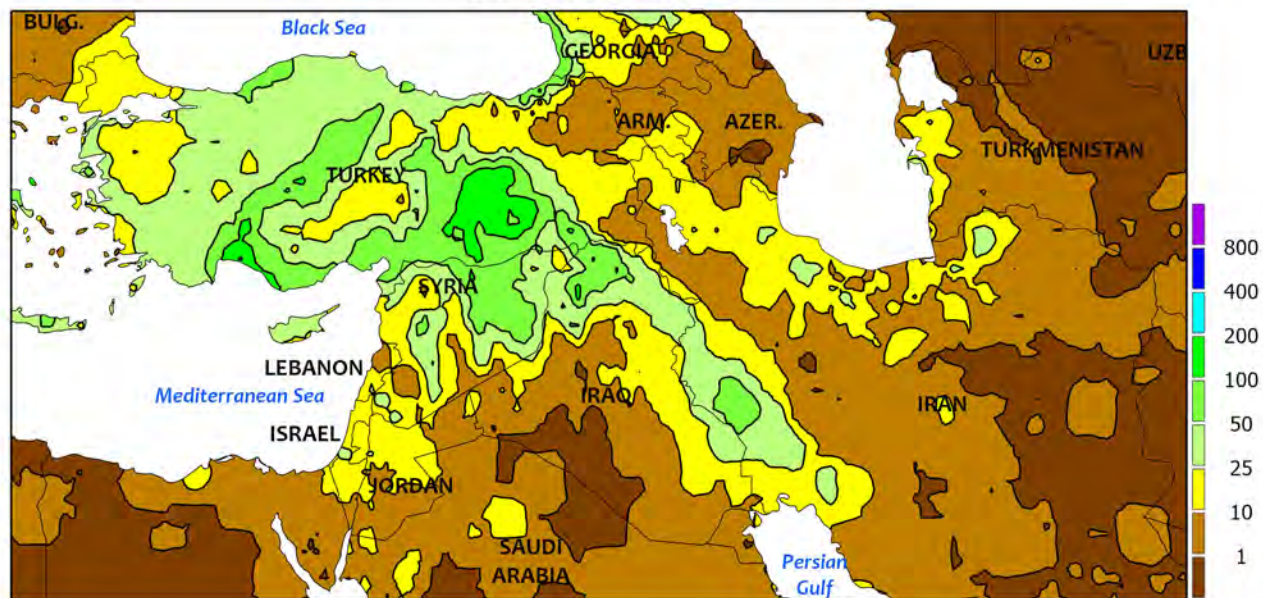 BULG.
Black Sea
GEORGIA
UZB
ARM.
AZER.
TURKMENISTAN
TURKEY
SYRIA
LEBANON
Mediterranean Sea
IRAQ
IRAN
ISRAEL
JORDAN
SAUDI
ARABIA
Persian
Gulf
800
400
200
100
50
25
10
1